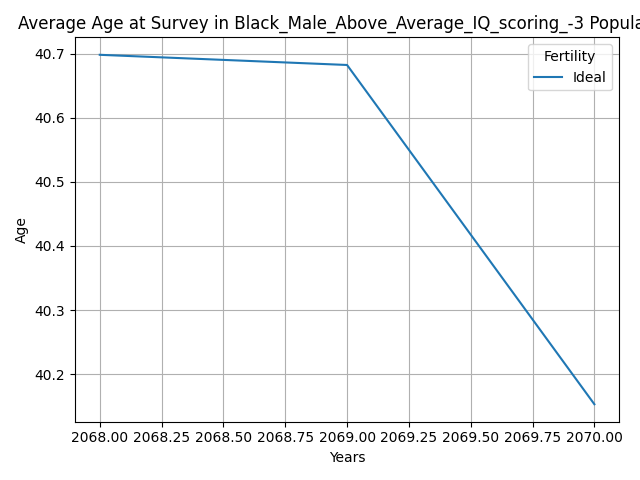 Average Age at Survey in Black_Male_Above_Average_IQ_scoring_-3 Popula
Fertility
Ideal
40.7
40.6
40.5
40.4
40.3
40.2
Age
2068.00 2068.25 2068.50 2068.75 2069.00 2069.25 2069.50 2069.75 2070.00
Years